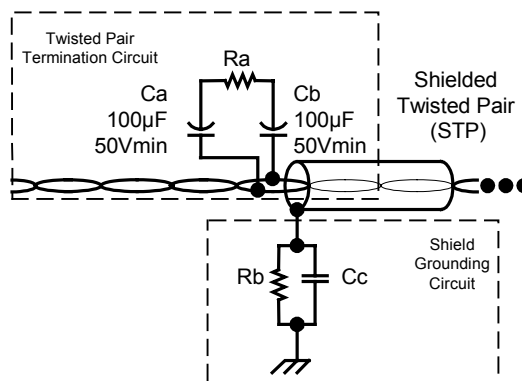 Twisted Pair
Termination Circuit
Ra
Ca
100µF
50Vmin
Cb
100µF
50Vmin
Shielded
Twisted Pair
(STP)
Rb
Cc
Shield
Grounding
Circuit